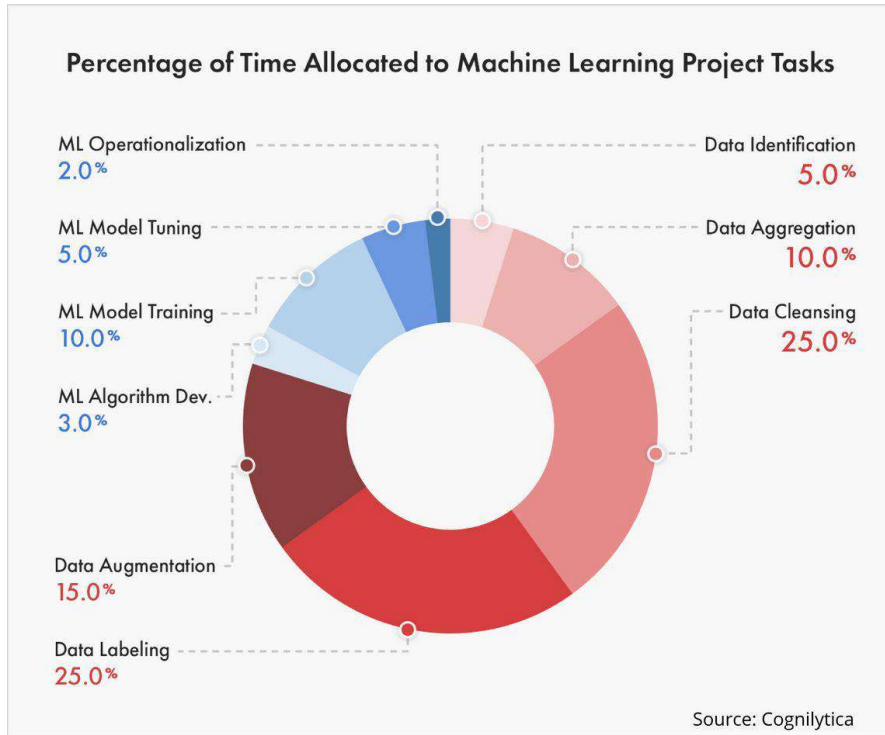 Percentage of Time Allocated to Machine Learning Project Tasks
ML Operationalization
2.0%
ML Model Tuning
5.0%
ML Model Training
10.0%
ML Algorithm Dev.
3.0%
Data Augmentation
15.0%
Data Labeling
25.0%
Data Identification
5.0%
Data Aggregation
10.0%
Data Cleansing
25.0%
Source: Cognilytica